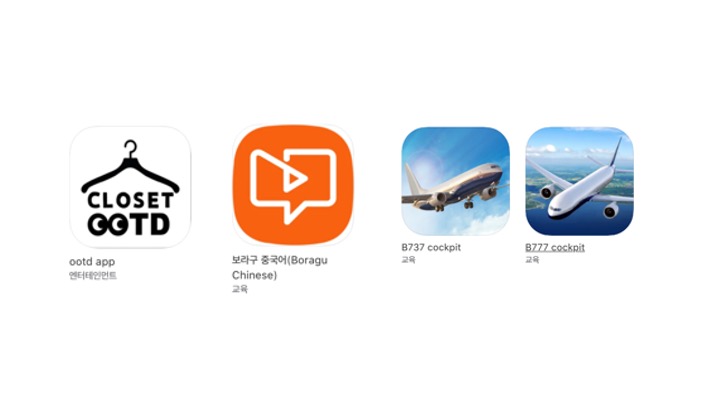 CLOSET
OOTD
ootd app
엔터테인먼트
보라구 중국어(Boragu
Chinese)
교육
B737 cockpit
교육
B777 cockpit
교육